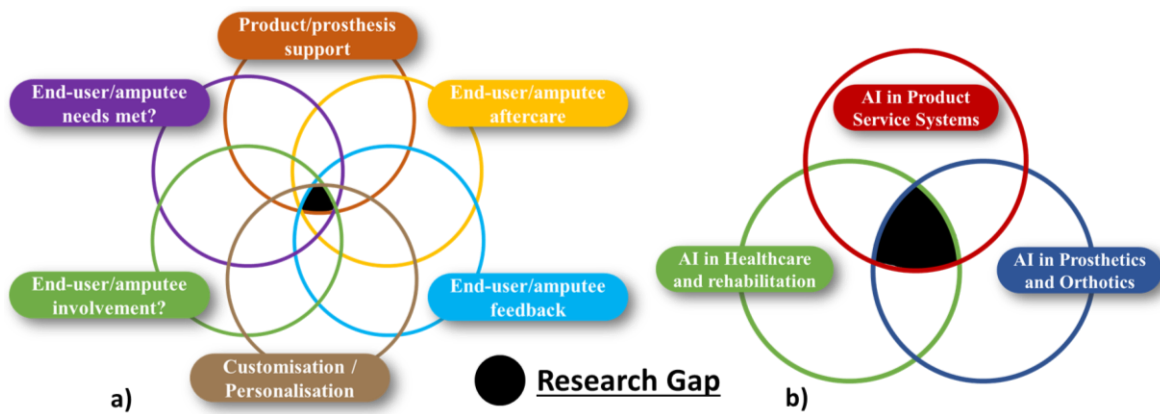 Product/prosthesis
support
End-user/amputee
needs met?
End-user/amputee
aftercare
End-user/amputee
involvement?
End-user/amputee
feedback
Customisation /
Personalisation
a)
Research Gap
AI in Product
Service Systems
AI in Healthcare
and rehabilitation
AI in Prosthetics
and Orthotics
b)